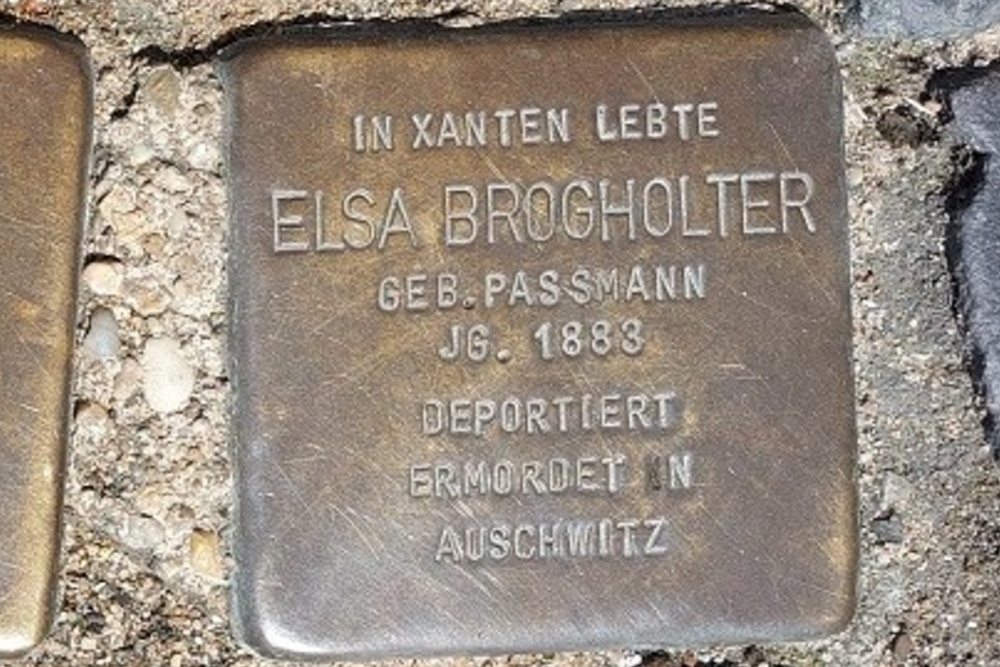 IN XANTEN LEBTE
ELSA BROGHOLTER
GEB. PASSMANN
JG. 1883
DEPORTIERT
ERMORDET IN
AUSCHWITZ